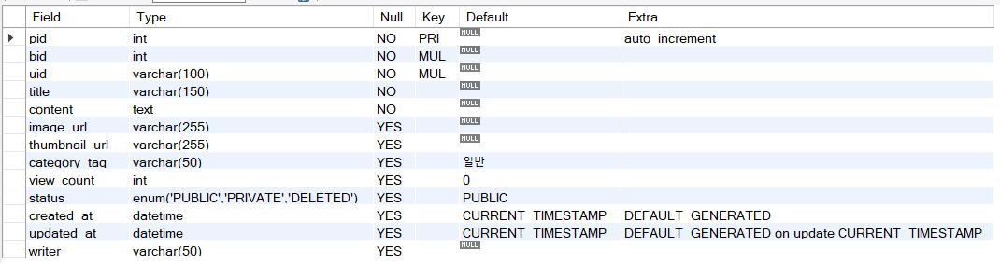 Field Type Null Key Default Extra
pid int NO PRI NULL auto_increment
bid int NO MUL NULL
uid varchar(100) NO MUL NULL
title varchar(150) NO NULL
content text NO NULL
image_url varchar(255) YES NULL
thumbnail_url varchar(255) YES NULL
category_tag varchar(50) YES 일반
view_count int YES 0
status enum('PUBLIC','PRIVATE','DELETED') YES PUBLIC
created_at datetime YES CURRENT_TIMESTAMP DEFAULT_GENERATED
updated_at datetime YES CURRENT_TIMESTAMP DEFAULT_GENERATED on update CURRENT_TIMESTAMP
writer varchar(50) YES NULL